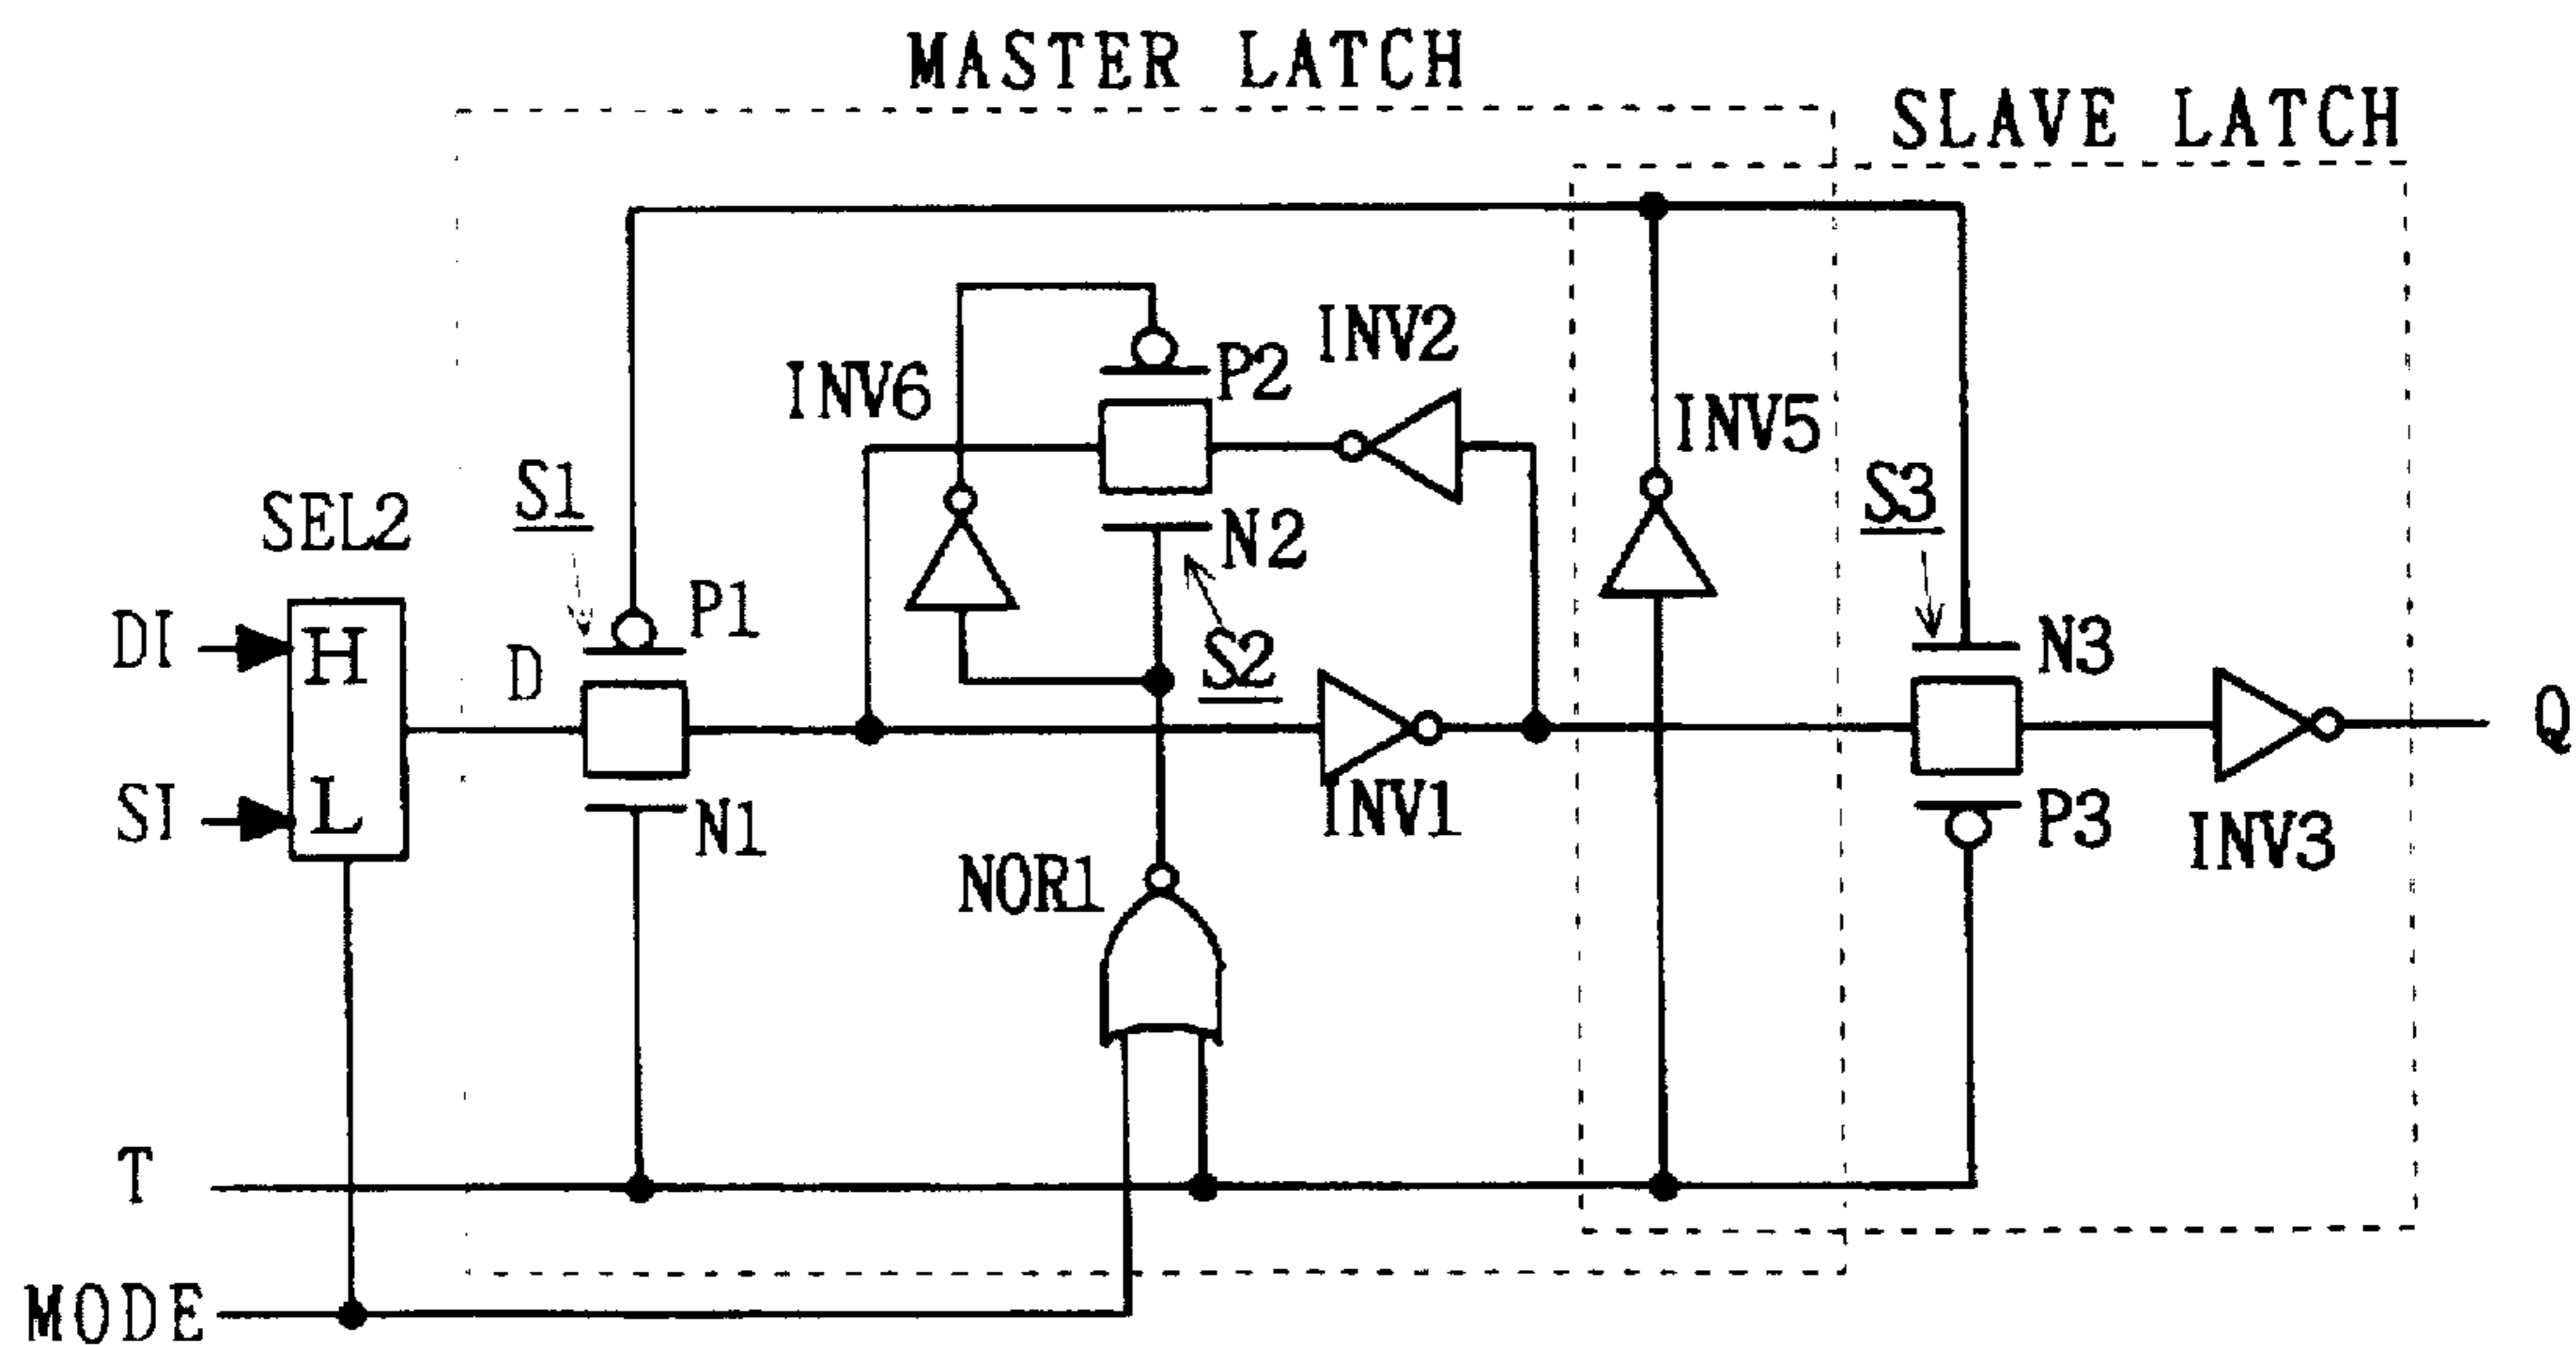 MASTER LATCH
SLAVE LATCH
INV6
P2
INV2
INV5
S1
SEL2
S3
N2
DI
H
D
P1
S2
N3
SI
L
N1
INV1
P3
INV3
Q
NOR1
T
MODE